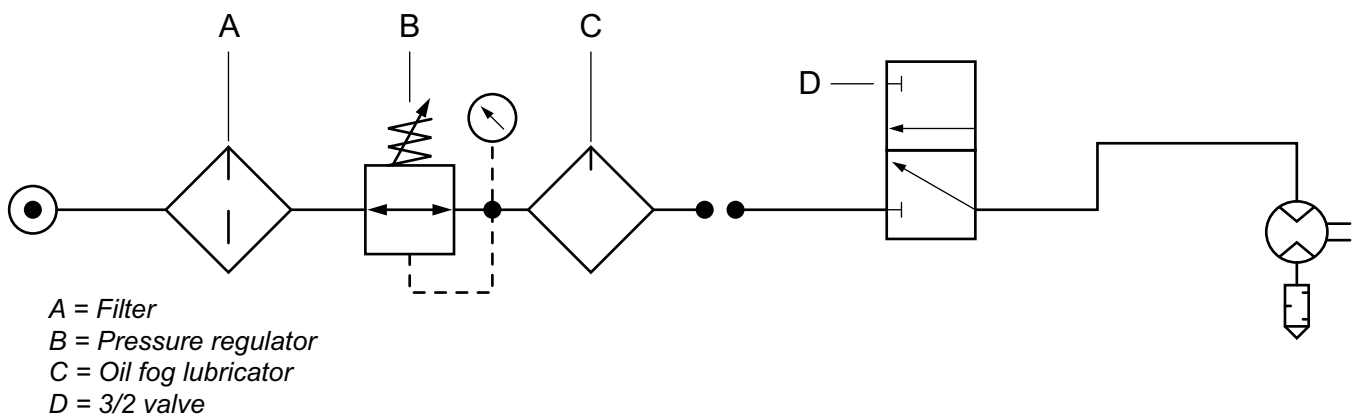 A B C
D
A = Filter
B = Pressure regulator
C = Oil fog lubricator
D = 3/2 valve